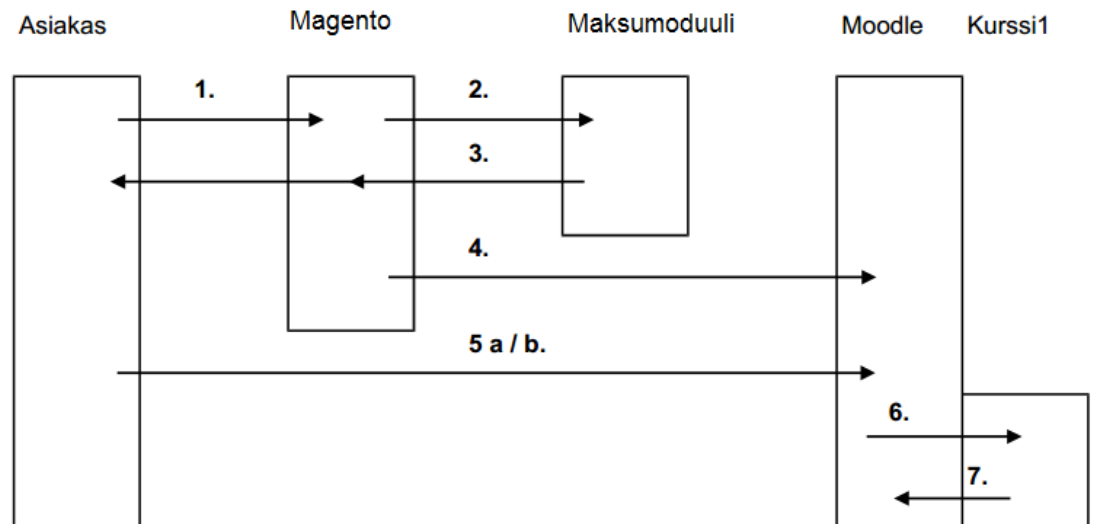 Asiakas Magento Maksumoduuli Moodle Kurssi1
1. 2.
3.
4.
5 a / b.
6.
7.